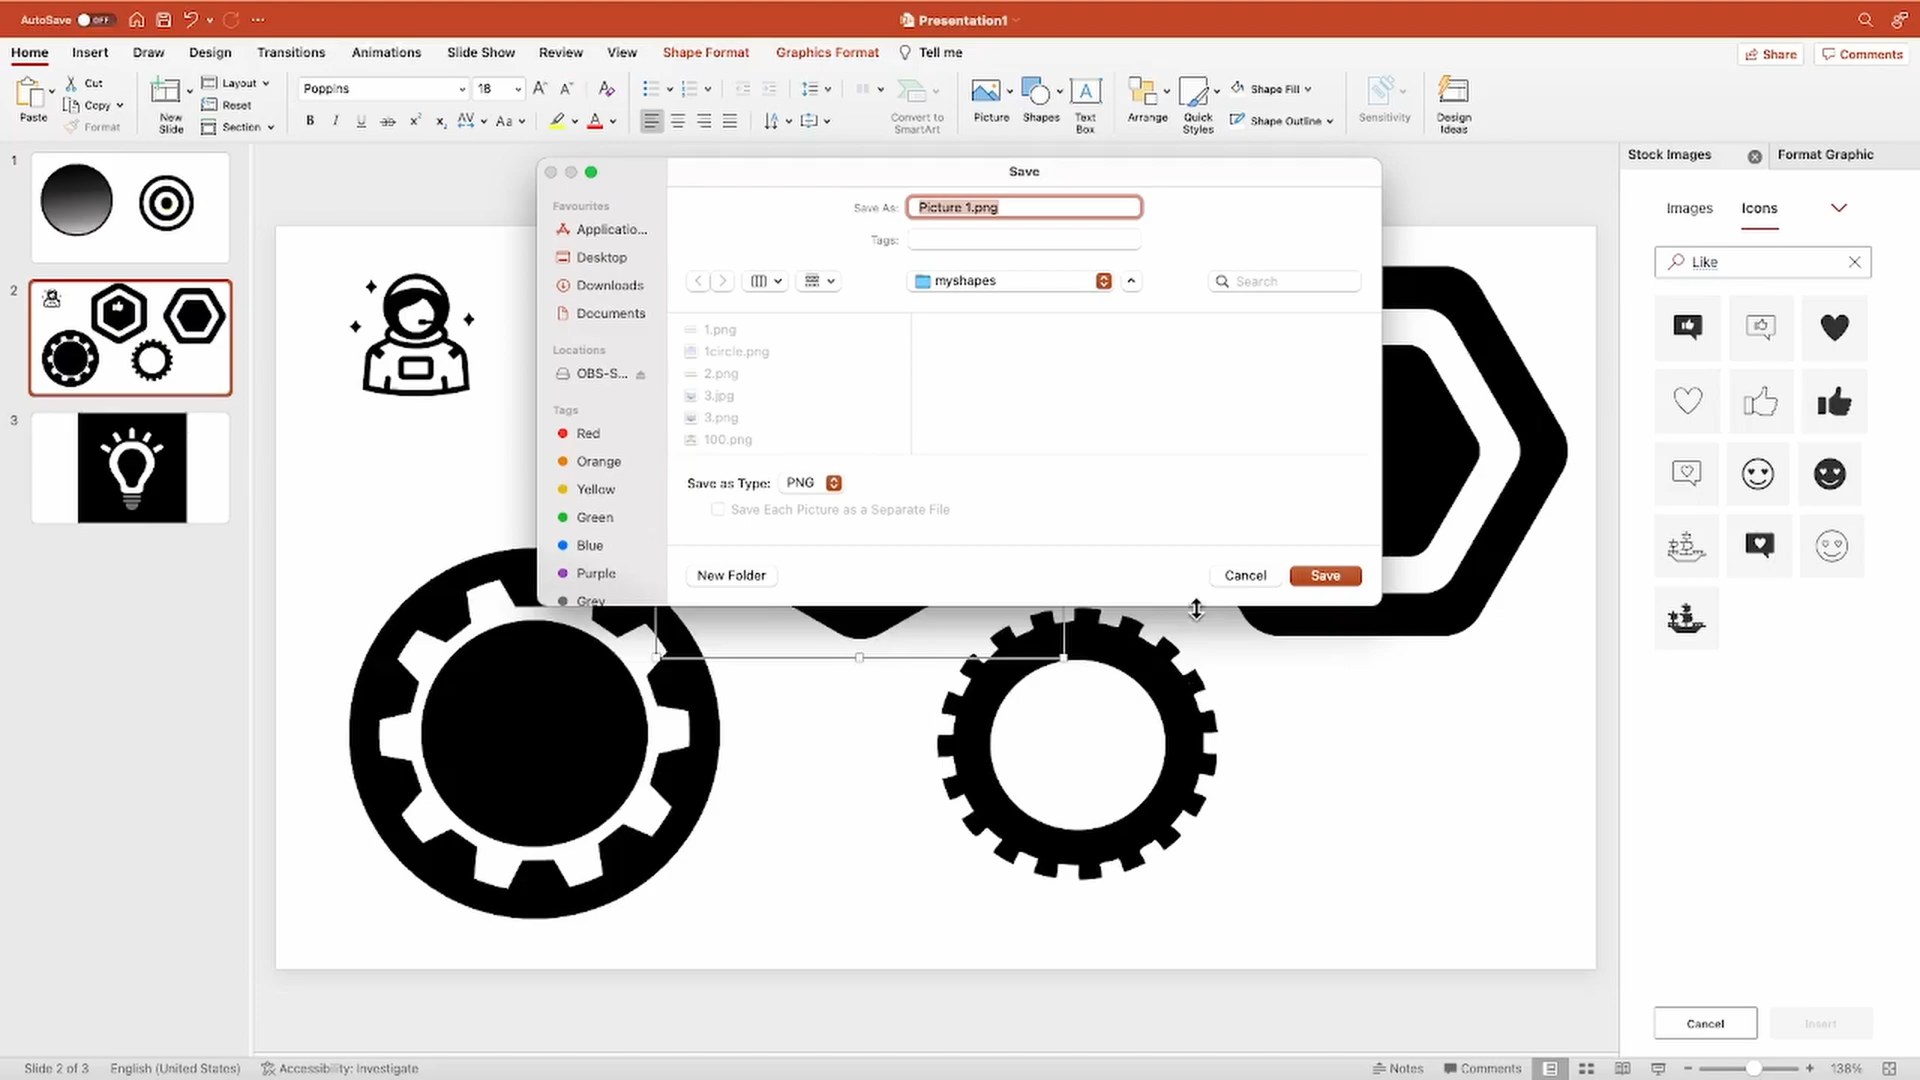 AutoSave OFF
Presentation1
Home Insert Draw Design Transitions Animations Slide Show Review View Shape Format Graphics Format Tell me
Share Comments
Paste
Cut
Copy
Format
New
Slide
Layout
Reset
Section
Poppins 18
Convert to
SmartArt
Picture
Shapes
Text
Box
Arrange
Quick
Styles
Shape Fill
Shape Outline
Sensitivity
Design
Ideas
1
2
3
Save
Favourites
Applicatio...
Desktop
Downloads
Documents
Locations
OBS-S...
Tags
Red
Orange
Yellow
Green
Blue
Purple
Grey
Save As: Picture 1.png
Tags:
myshapes
Search
1.png
1circle.png
2.png
3.jpg
3.png
100.png
Save as Type: PNG
Save Each Picture as a Separate File
New Folder Cancel Save
Stock Images Format Graphic
Images Icons
Like
Cancel Insert
Slide 2 of 3 English (United States) Accessibility: Investigate
Notes Comments 138%